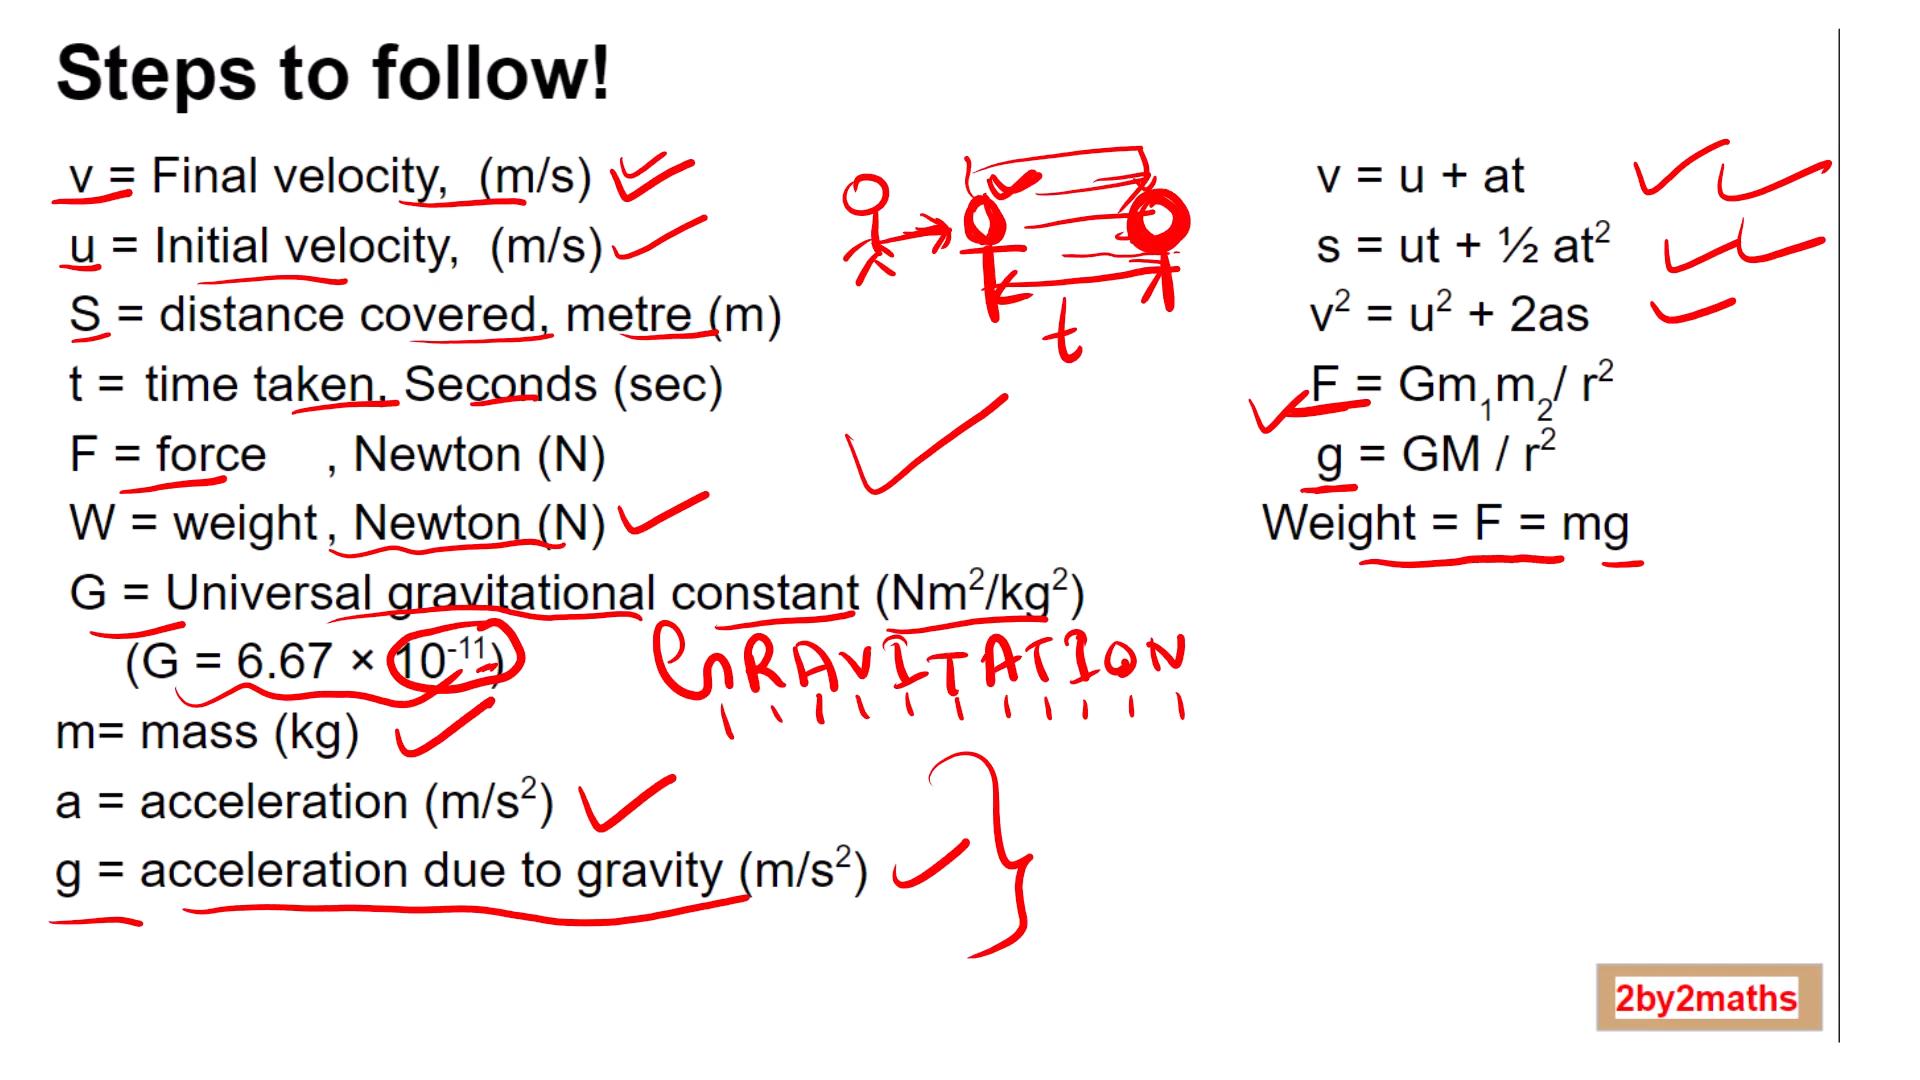 Steps to follow!
v = Final velocity, (m/s)
u = Initial velocity, (m/s)
S = distance covered, metre (m)
t = time taken, Seconds (sec)
F = force , Newton (N)
W = weight, Newton (N)
G = Universal gravitational constant (Nm²/kg²)
(G = 6.67 × 10⁻¹¹)
m= mass (kg)
a = acceleration (m/s²)
g = acceleration due to gravity (m/s²)
t
GRAVITATION
v = u + at
s = ut + ½ at²
v² = u² + 2as
F = Gm₁m₂/ r²
g = GM / r²
Weight = F = mg
2by2maths